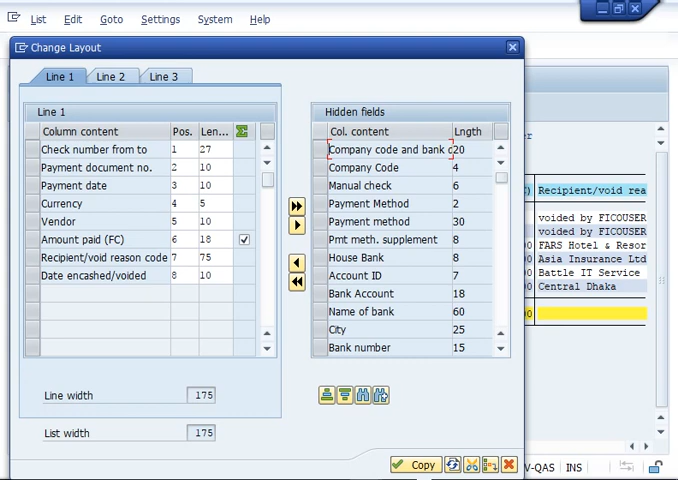 List Edit Goto Settings System Help
Change Layout
Line 1 Line 2 Line 3
Line 1
Column content Pos. Len...
Check number from to 1 27
Payment document no. 2 10
Payment date 3 10
Currency 4 5
Vendor 5 10
Amount paid (FC) 6 18
Recipient/void reason code 7 75
Date encashed/voided 8 10
Line width 175
List width 175
Hidden fields
Col. content Lngth
Company code and bank 20
Company Code 4
Manual check 6
Payment Method 2
Payment method 30
Pmt meth. supplement 8
House Bank 8
Account ID 7
Bank Account 18
Name of bank 60
City 25
Bank number 15
Copy
Recipient/void rea
voided by FICOUSER
voided by FICOUSER
FARS Hotel & Resor
Asia Insurance Ltd
Battle IT Service
Central Dhaka
V-QAS INS